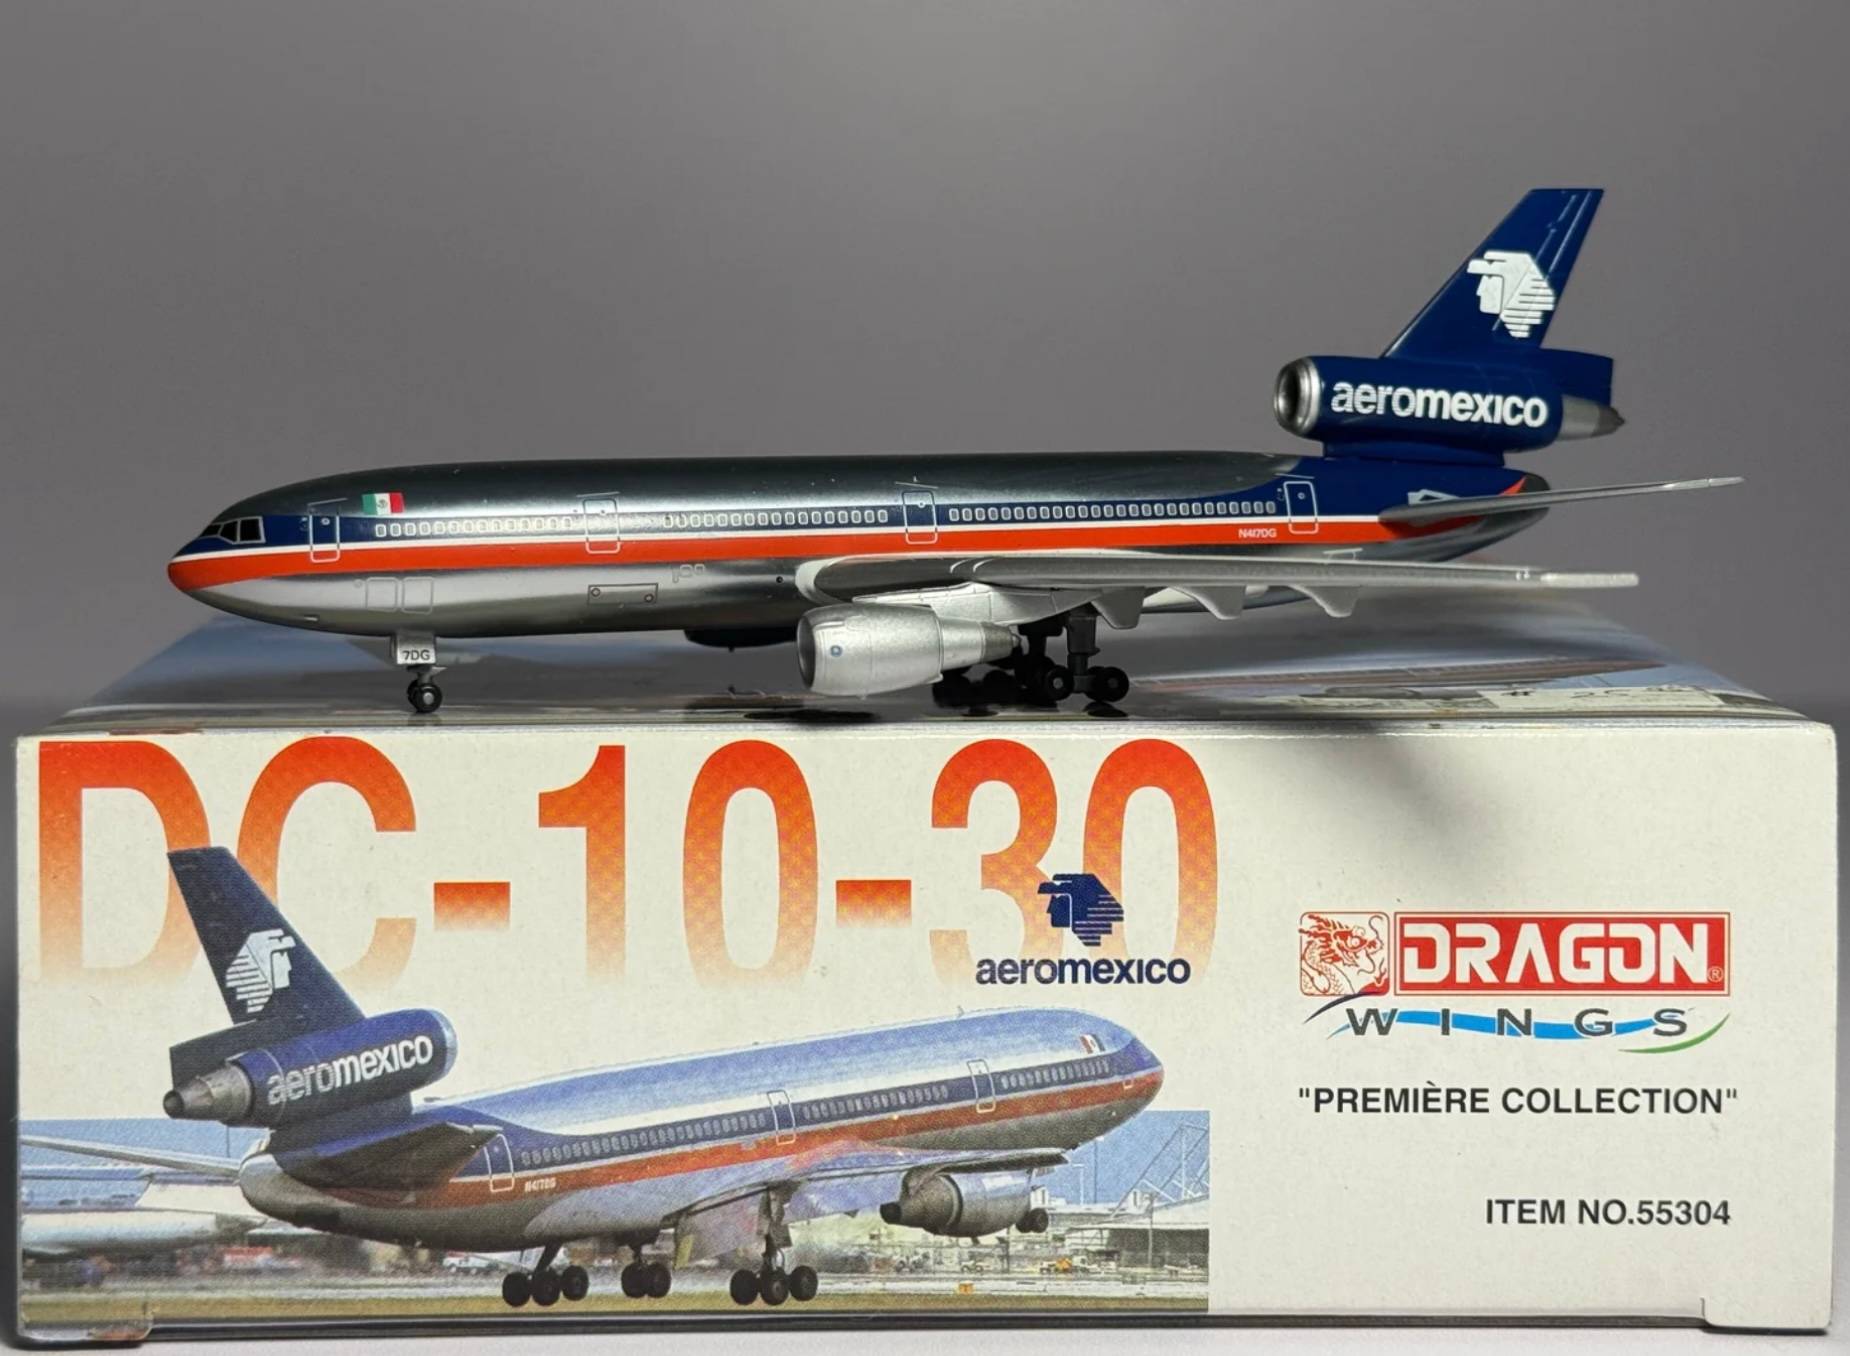 aeromexico
N417DG
7DG
DC-10-30
aeromexico
DRAGON®
WINGS
"PREMIÈRE COLLECTION"
ITEM NO.55304
aeromexico
N417DG